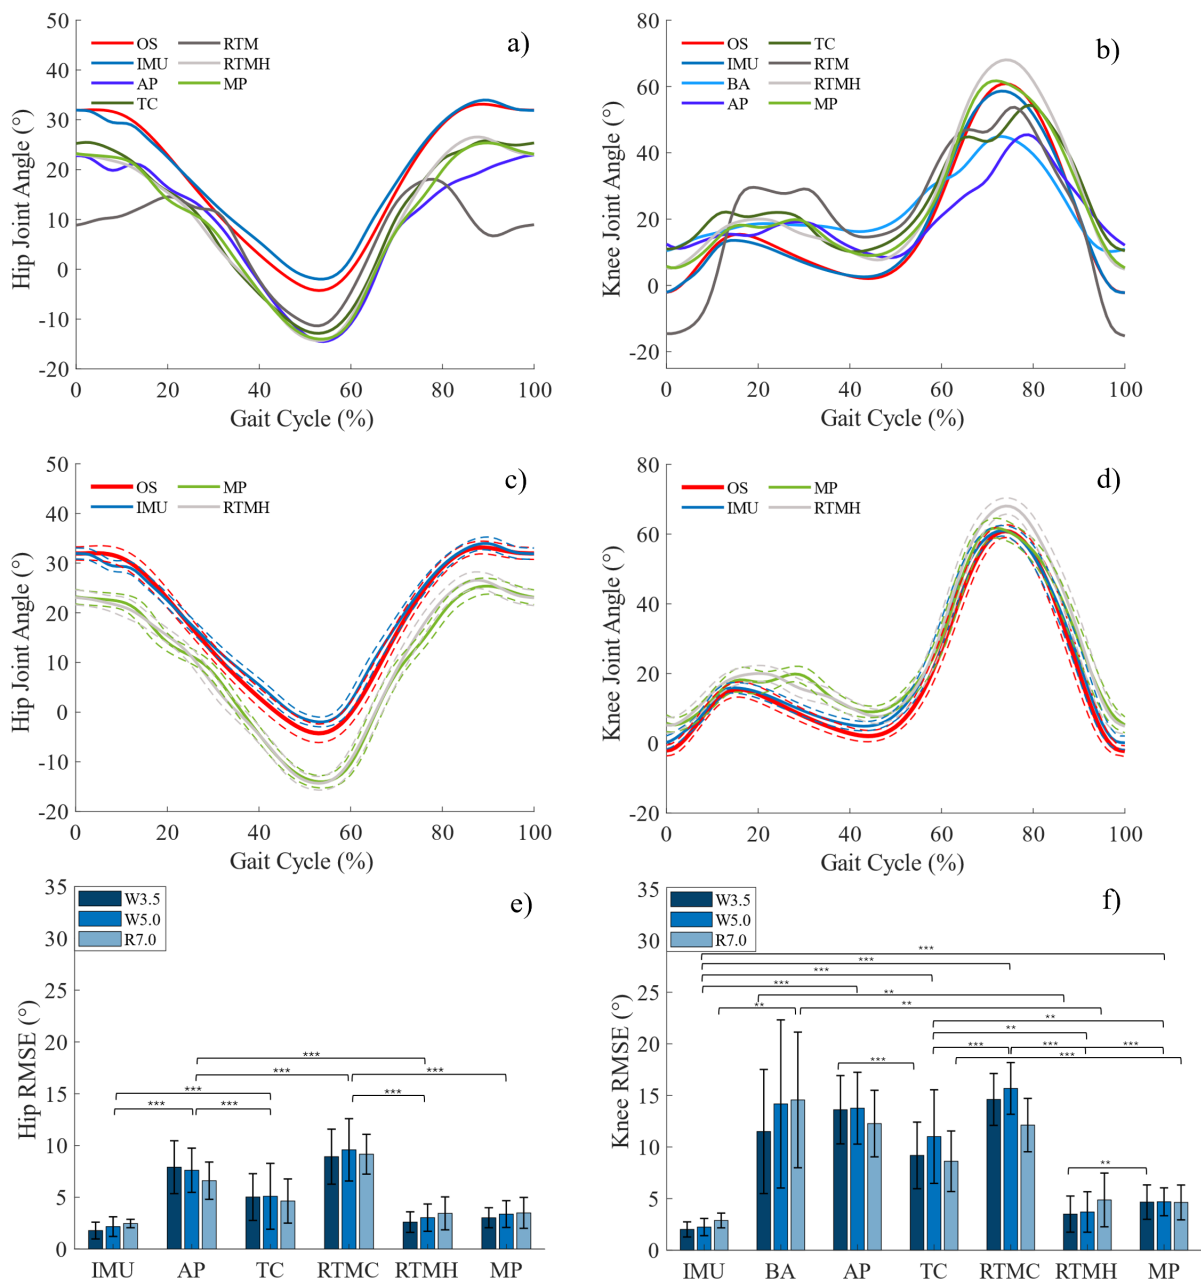 a)
50
40
30
20
10
0
-10
-20
Hip Joint Angle (°)
OS
IMU
AP
TC
RTM
RTMH
MP
0 20 40 60 80 100
Gait Cycle (%)
b)
80
60
40
20
0
-20
Knee Joint Angle (°)
OS
IMU
BA
AP
TC
RTM
RTMH
MP
0 20 40 60 80 100
Gait Cycle (%)
c)
50
40
30
20
10
0
-10
-20
Hip Joint Angle (°)
OS
IMU
MP
RTMH
0 20 40 60 80 100
Gait Cycle (%)
d)
80
60
40
20
0
-20
Knee Joint Angle (°)
OS
IMU
MP
RTMH
0 20 40 60 80 100
Gait Cycle (%)
e)
35
30
25
20
15
10
5
0
Hip RMSE (°)
W3.5
W5.0
R7.0
***
***
***
***
***
***
***
IMU AP TC RTMC RTMH MP
f)
35
30
25
20
15
10
5
0
Knee RMSE (°)
W3.5
W5.0
R7.0
***
***
***
***
**
**
**
**
**
***
***
***
***
***
**
IMU BA AP TC RTMC RTMH MP